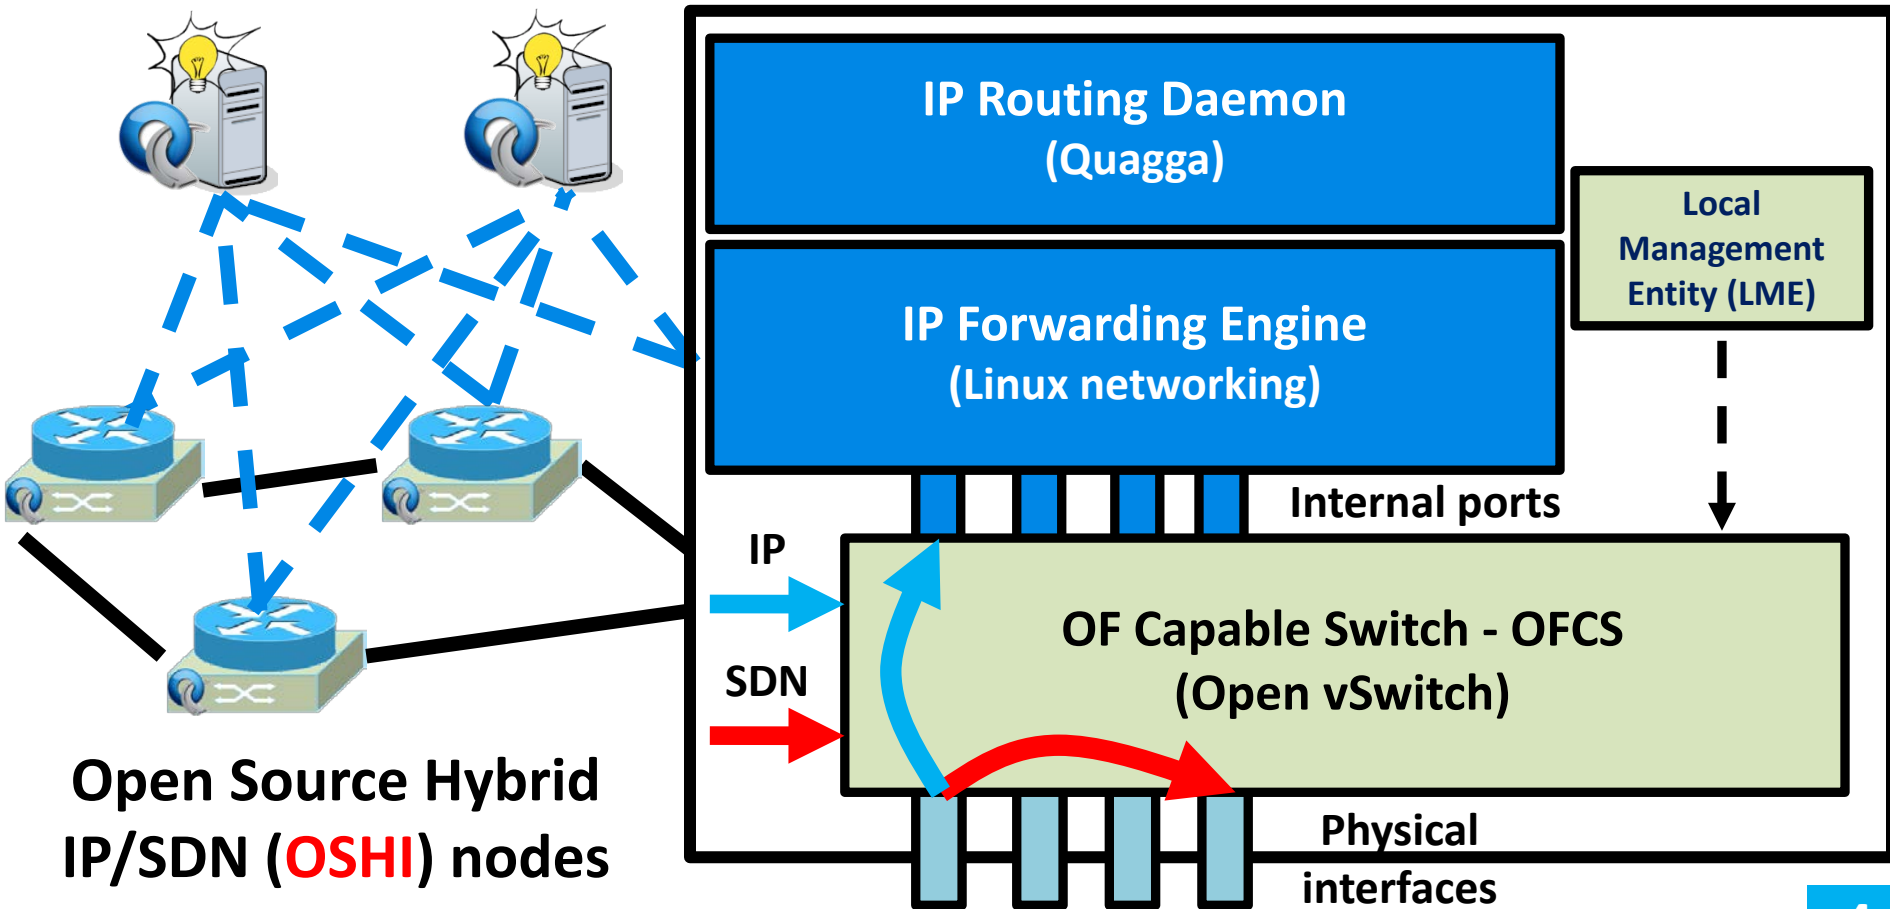 IP Routing Daemon
(Quagga)
Local
Management
Entity (LME)
IP Forwarding Engine
(Linux networking)
Internal ports
IP
SDN
OF Capable Switch - OFCS
(Open vSwitch)
Open Source Hybrid
IP/SDN (OSHI) nodes
Physical
interfaces